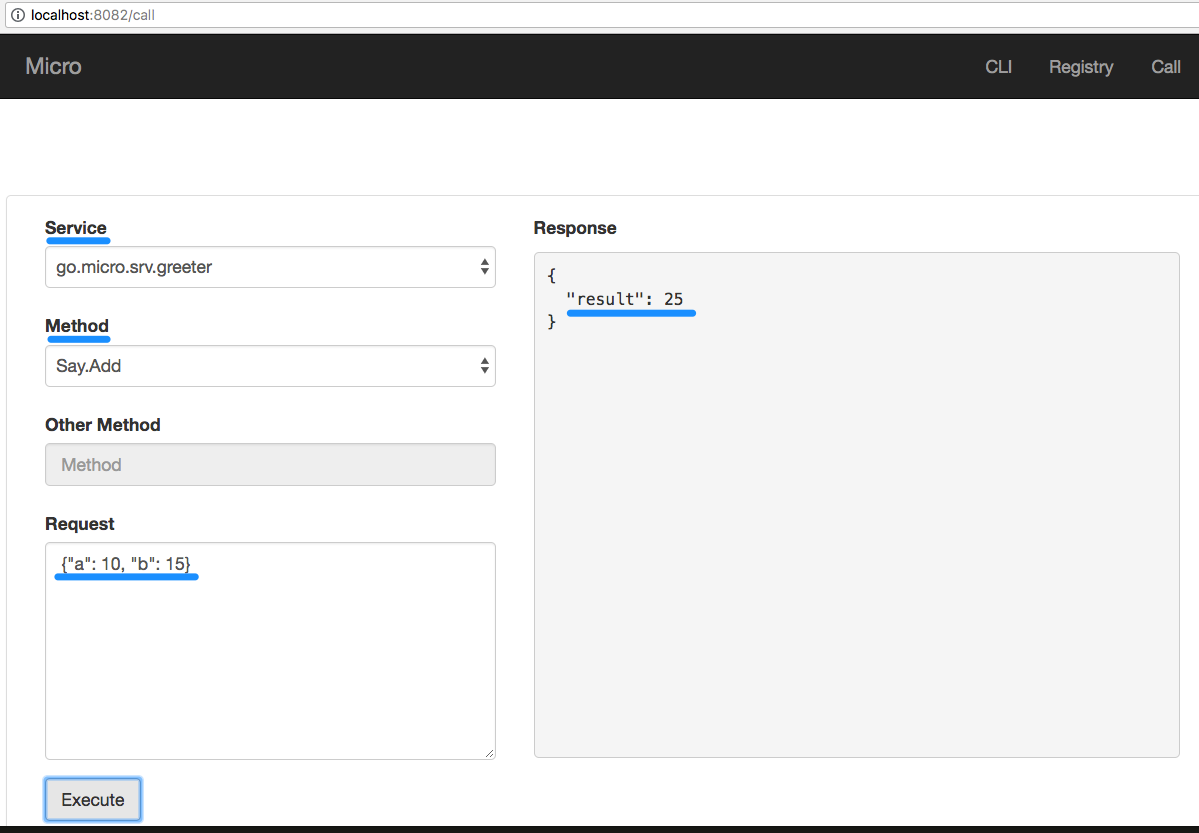 localhost:8082/call
Micro
CLI Registry Call
Service
go.micro.srv.greeter
Method
Say.Add
Other Method
Method
Request
{"a": 10, "b": 15}
Execute
Response
{
"result": 25
}